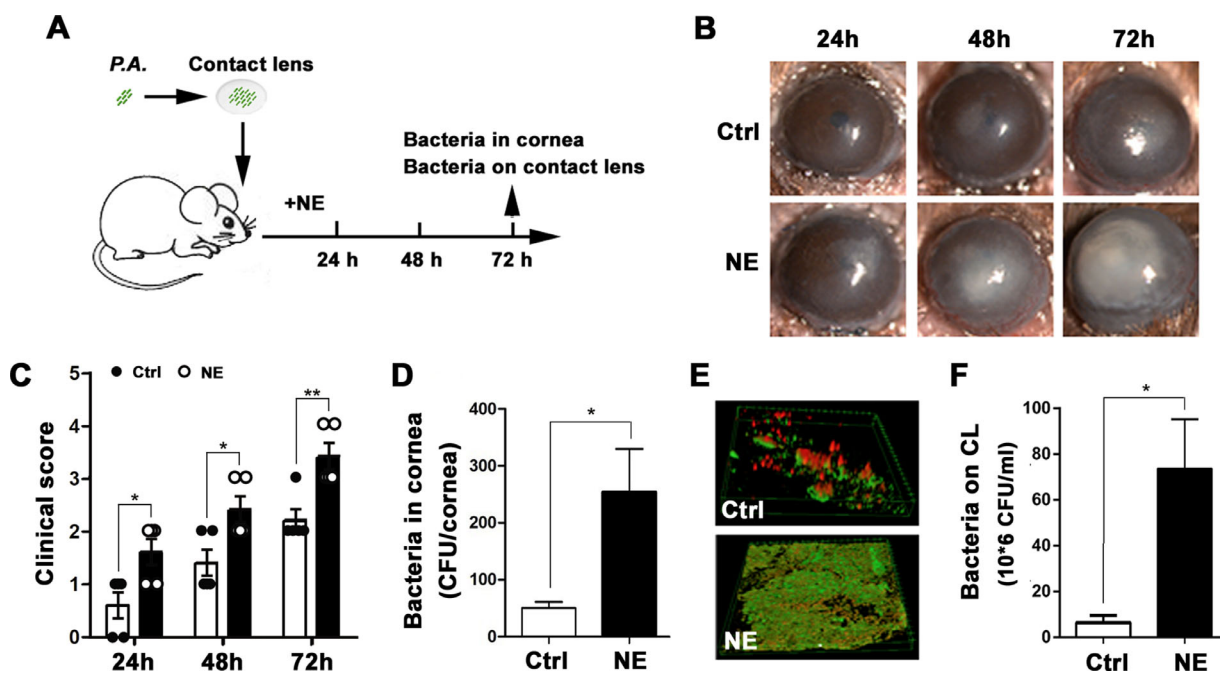 A
P.A.
Contact lens
Bacteria in cornea
Bacteria on contact lens
+NE
24 h
48 h
72 h
B
24h
48h
72h
Ctrl
NE
C
Ctrl
NE
Clinical score
5
4
3
2
1
0
*
*
**
24h
48h
72h
D
Bacteria in cornea
(CFU/cornea)
400
300
200
150
100
50
0
*
Ctrl
NE
E
Ctrl
NE
F
Bacteria on CL
(10*6 CFU/ml)
100
80
60
40
20
0
*
Ctrl
NE